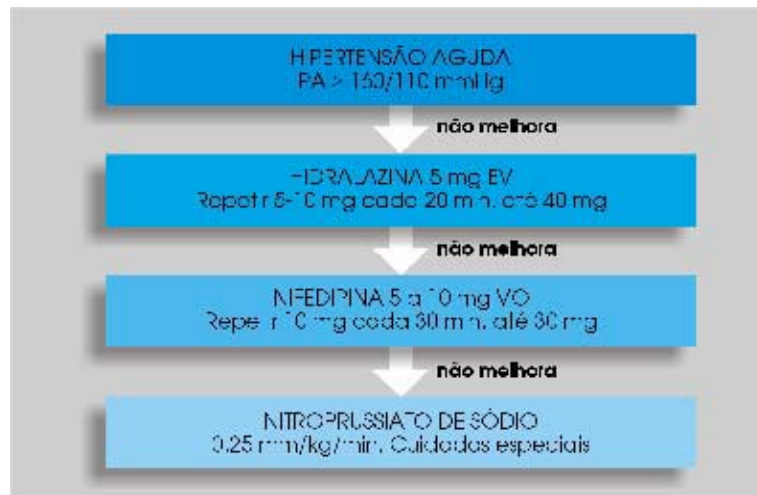 HIPERTENSÃO AGUDA
PA > 160/110 mmHg
não melhora
HIDRALAZINA 5 mg EV
Repetir 5-10 mg cada 20 min. até 40 mg
não melhora
NIFEDIPINA 5 a 10 mg VO
Repetir 10 mg cada 30 min. até 30 mg
não melhora
NITROPRUSSIATO DE SÓDIO
0,25 mm/kg/min. Cuidados especiais